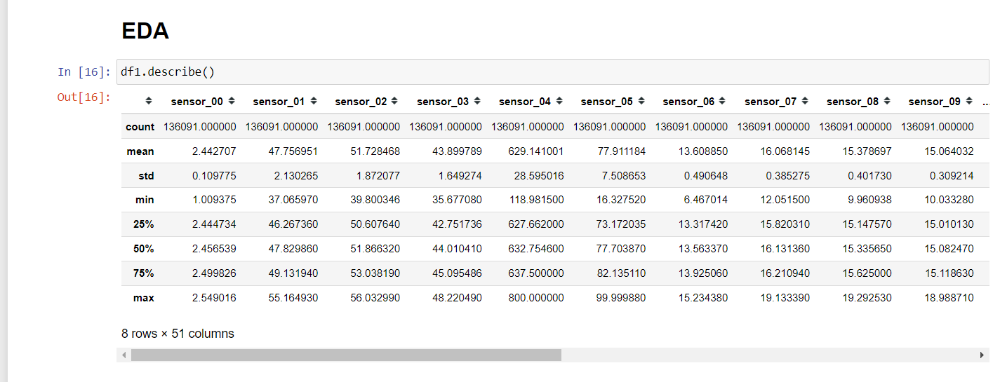 EDA
In [16]: df1.describe()
Out[16]:
sensor_00 sensor_01 sensor_02 sensor_03 sensor_04 sensor_05 sensor_06 sensor_07 sensor_08 sensor_09 ...
count 136091.000000 136091.000000 136091.000000 136091.000000 136091.000000 136091.000000 136091.000000 136091.000000 136091.000000 136091.000000
mean 2.442707 47.756951 51.728468 43.899789 629.141001 77.911184 13.608850 16.068145 15.378697 15.064032
std 0.109775 2.130265 1.872077 1.649274 28.595016 7.508653 0.490648 0.385275 0.401730 0.309214
min 1.009375 37.065970 39.800346 35.677080 118.981500 16.327520 6.467014 12.051500 9.960938 10.033280
25% 2.444734 46.267360 50.607640 42.751736 627.662000 73.172035 13.317420 15.820310 15.147570 15.010130
50% 2.456539 47.829860 51.866320 44.010410 632.754600 77.703870 13.563370 16.131360 15.335650 15.082470
75% 2.499826 49.131940 53.038190 45.095486 637.500000 82.135110 13.925060 16.210940 15.625000 15.118630
max 2.549016 55.164930 56.032990 48.220490 800.000000 99.999880 15.234380 19.133390 19.292530 18.988710
8 rows × 51 columns